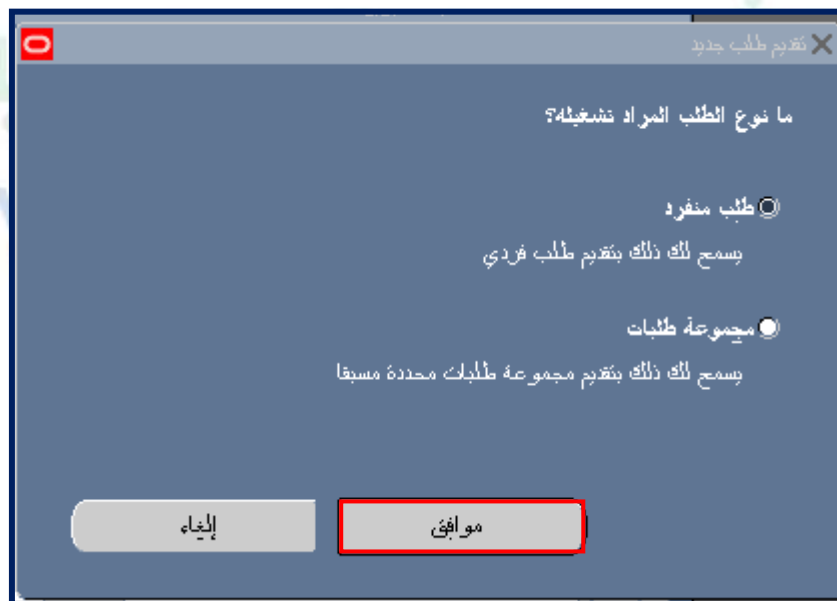 تقديم طلب جديد
ما نوع الطلب المراد تشغيله؟
طلب منفرد
يسمح لك ذلك بتقديم طلب فردي
مجموعة طلبات
يسمح لك ذلك بتقديم مجموعة طلبات محددة مسبقا
موافق
إلغاء